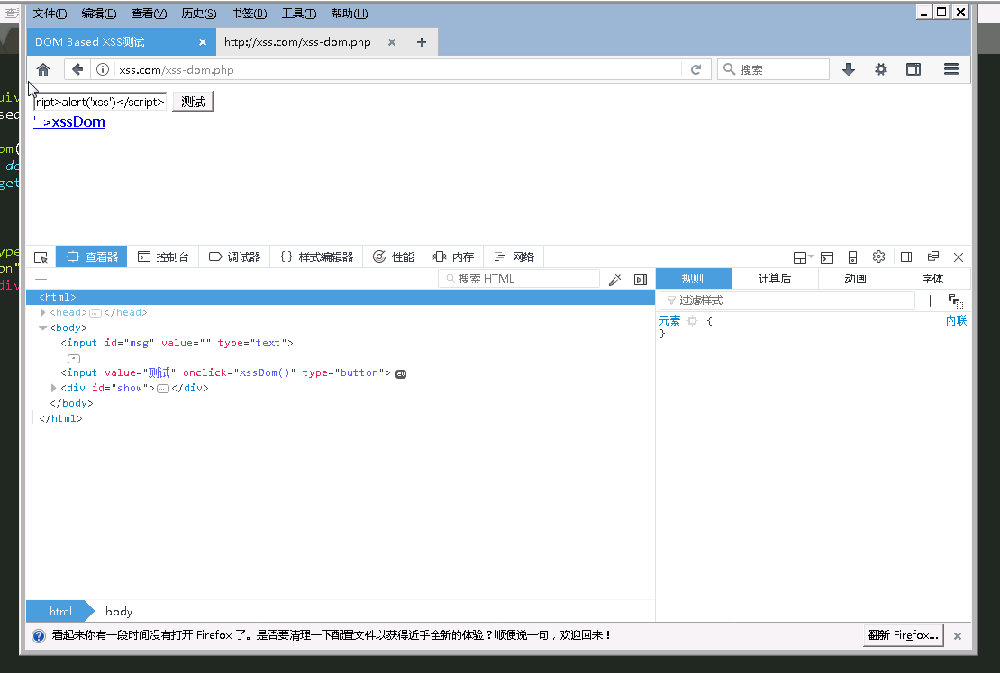 文件(F) 编辑(E) 查看(V) 历史(S) 书签(B) 工具(T) 帮助(H)
DOM Based XSS测试 http://xss.com/xss-dom.php
xss.com/xss-dom.php 搜索
ript>alert('xss')</script> 测试
' >xssDom
查看器 控制台 调试器 {} 样式编辑器 性能 内存 网络
搜索 HTML 规则 计算后 动画 字体
<html> 过滤样式
<head></head> 元素 { 内联
<body> }
<input id="msg" value="" type="text">
<input value="测试" onclick="xssDom()" type="button"> ev
<div id="show"></div>
</body>
</html>
html body
看起来你有一段时间没有打开 Firefox 了。是否要清理一下配置文件以获得近乎全新的体验？顺便说一句，欢迎回来！ 翻新 Firefox...